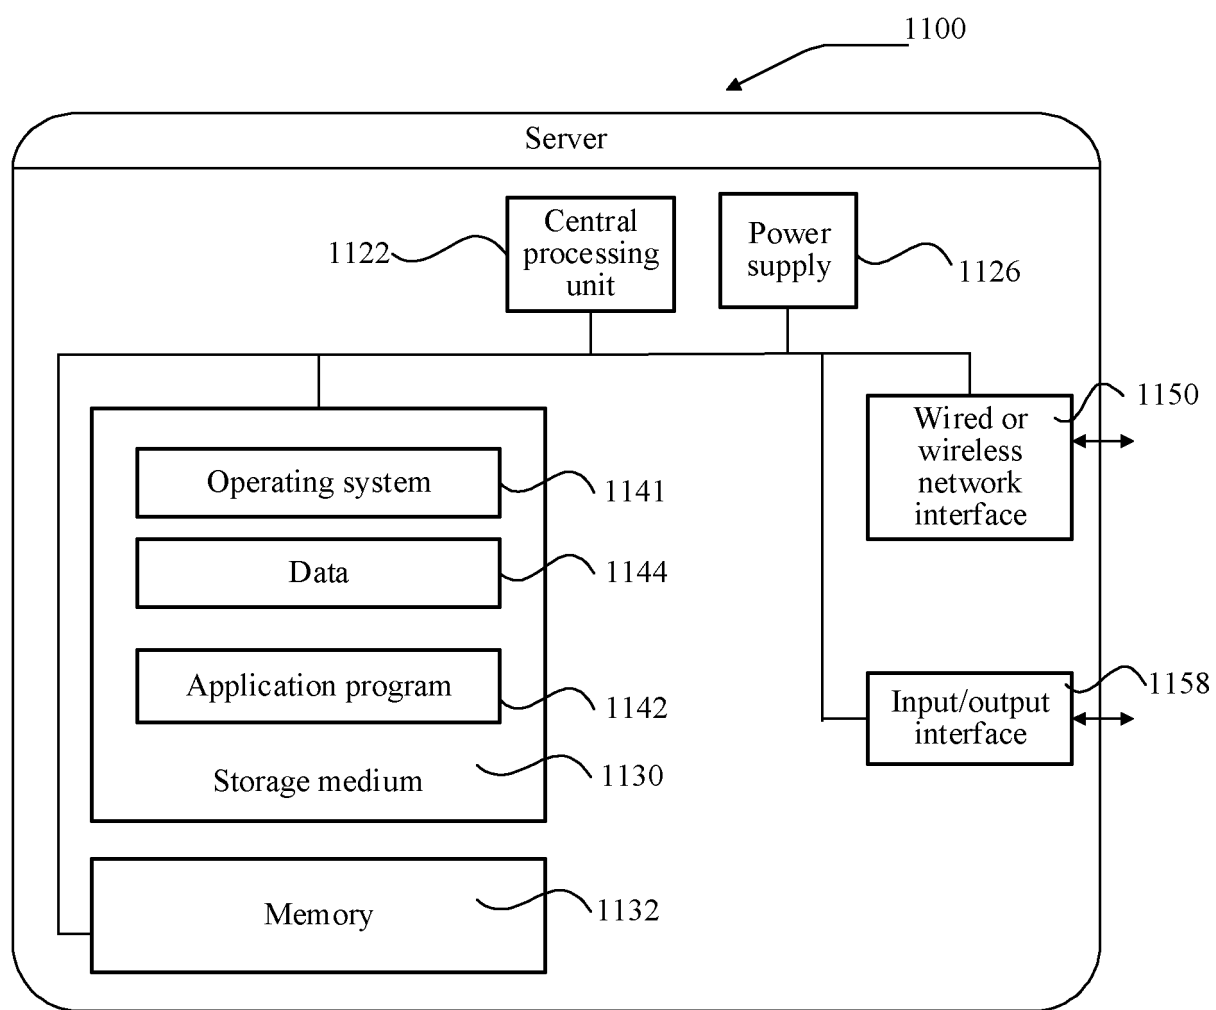 1100
Server
Central
processing
unit
1122
Power
supply
1126
1150
Wired or
wireless
network
interface
Operating system
1141
Data
1144
Application program
1142
1158
Input/output
interface
Storage medium
1130
Memory
1132